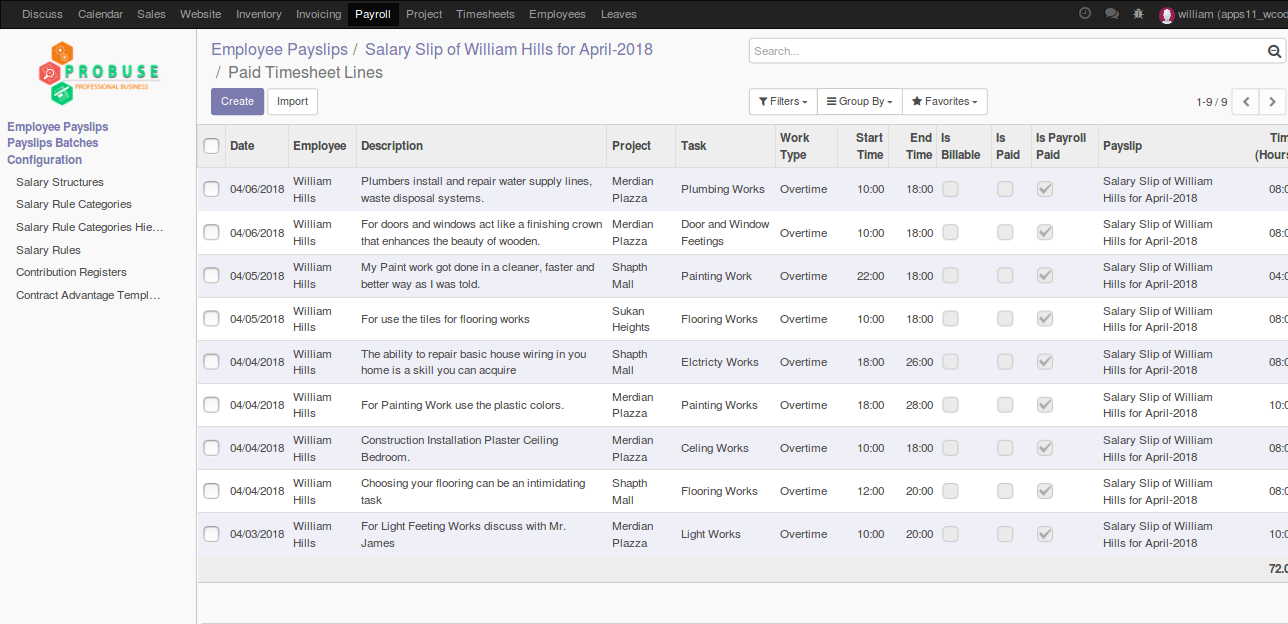 Discuss Calendar Sales Website Inventory Invoicing Payroll Project Timesheets Employees Leaves william (apps11_wcoo
PROBUSE
PROFESSIONAL BUSINESS
Employee Payslips
Payslips Batches
Configuration
Salary Structures
Salary Rule Categories
Salary Rule Categories Hie…
Salary Rules
Contribution Registers
Contract Advantage Templ…
Employee Payslips / Salary Slip of William Hills for April-2018
/ Paid Timesheet Lines
Search...
Create Import
Filters Group By Favorites 1-9 / 9
Date Employee Description Project Task Work Type Start Time End Time Is Billable Is Paid Is Payroll Paid Payslip Tim
(Hours
04/06/2018 William Hills Plumbers install and repair water supply lines, waste disposal systems. Merdian Plazza Plumbing Works Overtime 10:00 18:00 Salary Slip of William Hills for April-2018 08:0
04/06/2018 William Hills For doors and windows act like a finishing crown that enhances the beauty of wooden. Merdian Plazza Door and Window Feetings Overtime 10:00 18:00 Salary Slip of William Hills for April-2018 08:0
04/05/2018 William Hills My Paint work got done in a cleaner, faster and better way as I was told. Shapth Mall Painting Work Overtime 22:00 18:00 Salary Slip of William Hills for April-2018 04:0
04/05/2018 William Hills For use the tiles for flooring works Sukan Heights Flooring Works Overtime 10:00 18:00 Salary Slip of William Hills for April-2018 08:0
04/04/2018 William Hills The ability to repair basic house wiring in you home is a skill you can acquire Shapth Mall Elctricty Works Overtime 18:00 26:00 Salary Slip of William Hills for April-2018 08:0
04/04/2018 William Hills For Painting Work use the plastic colors. Merdian Plazza Painting Works Overtime 18:00 28:00 Salary Slip of William Hills for April-2018 10:0
04/04/2018 William Hills Construction Installation Plaster Ceiling Bedroom. Merdian Plazza Celing Works Overtime 10:00 18:00 Salary Slip of William Hills for April-2018 08:0
04/04/2018 William Hills Choosing your flooring can be an intimidating task Shapth Mall Flooring Works Overtime 12:00 20:00 Salary Slip of William Hills for April-2018 08:0
04/03/2018 William Hills For Light Feeting Works discuss with Mr. James Merdian Plazza Light Works Overtime 10:00 20:00 Salary Slip of William Hills for April-2018 10:0
72.0